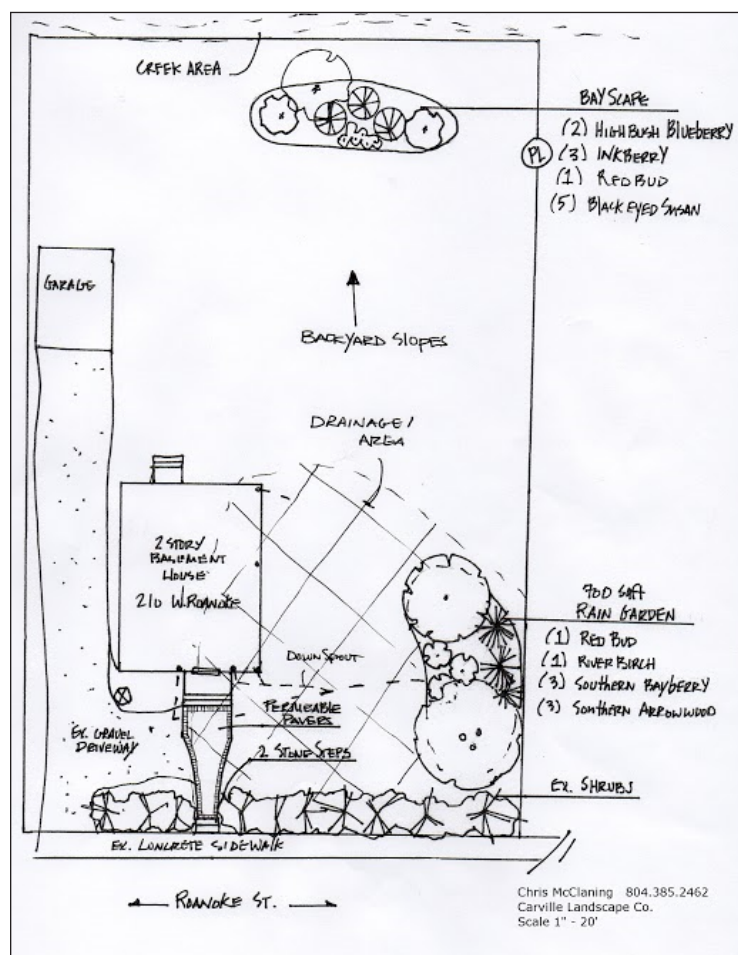 CREEK AREA
BAYSCAPE
(2) HIGHBUSH BLUEBERRY
PL
(3) INKBERRY
(1) REDBUD
(5) BLACK EYED SUSAN
GARAGE
BACKYARD SLOPES
DRAINAGE/
AREA
2 STORY/
BASEMENT
HOUSE
210 W. ROANOKE
900 SqFt
RAIN GARDEN
(1) RED BUD
(1) RIVER BIRCH
(3) SOUTHERN BAYBERRY
(3) SOUTHERN ARROWWOOD
DOWN SPOUT
PERMEABLE
PAVERS
EX. GRAVEL
DRIVEWAY
2 STONE STEPS
EX. SHRUBS
EX. CONCRETE SIDEWALK
ROANOKE ST.
Chris McClaning 804.385.2462
Carville Landscape Co.
Scale 1" - 20'